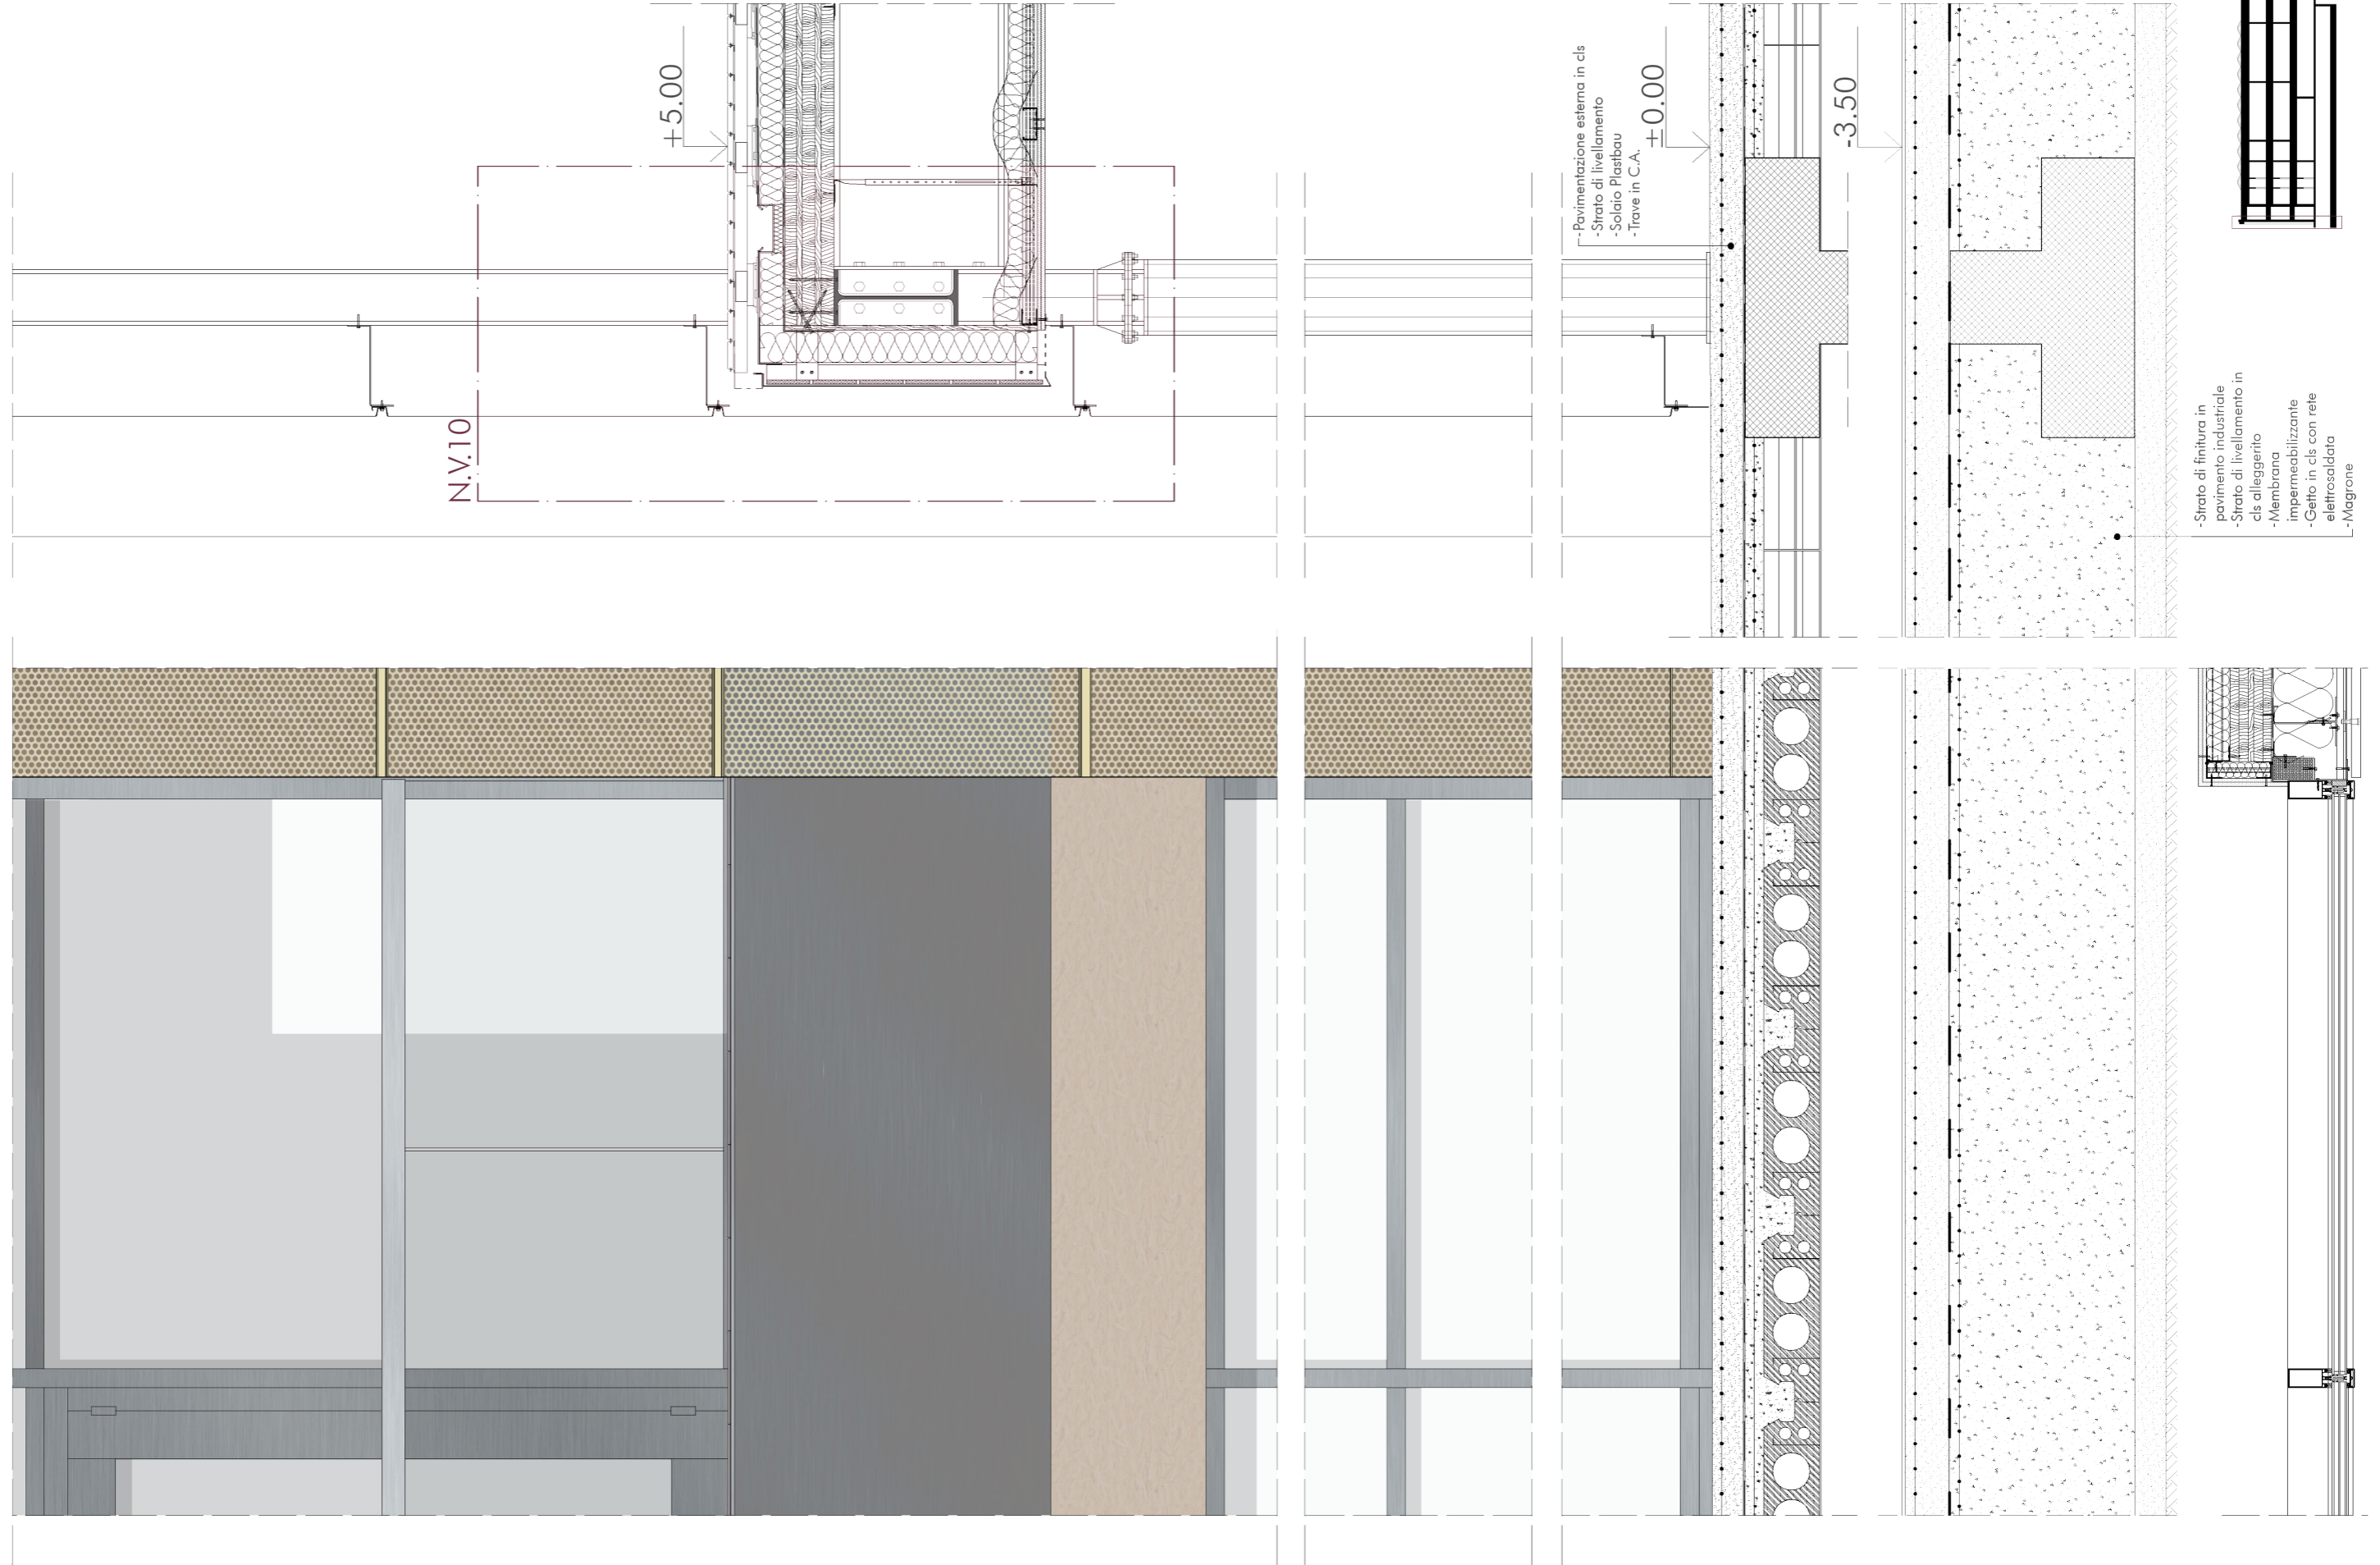 +5.00
N.V.10
-Pavimentazione esterna in cls
-Strato di livellamento
-Solaio Plastbau
-Trave in C.A.
±0.00
-3.50
-Strato di finitura in
pavimento industriale
-Strato di livellamento in
cls alleggerito
-Membrana
impermeabilizzante
-Getto in cls con rete
elettrosaldata
-Magrone